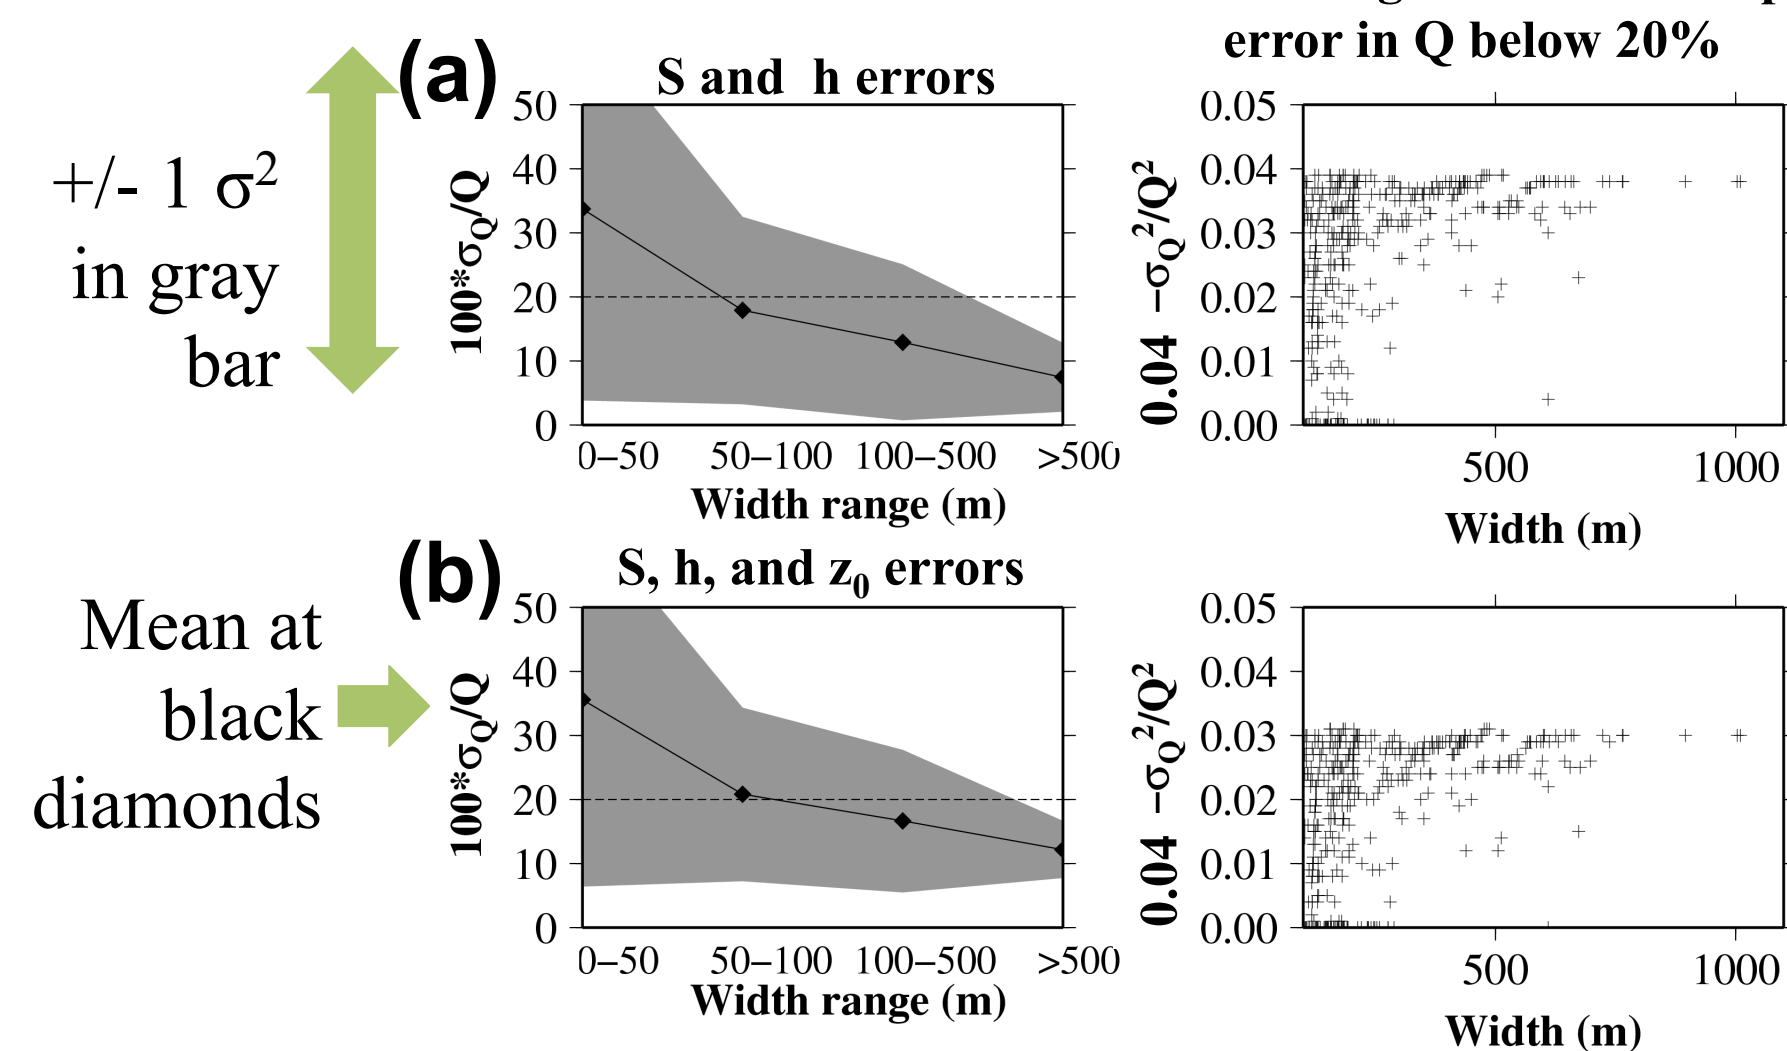 error in Q below 20%
(a)
S and h errors
+/- 1 σ²
in gray
bar
100*σQ/Q
50
40
30
20
10
0
0–50 50–100 100–500 >500
Width range (m)
0.04 –σQ²/Q²
0.05
0.04
0.03
0.02
0.01
0.00
500 1000
Width (m)
(b)
S, h, and z₀ errors
Mean at
black
diamonds
100*σQ/Q
50
40
30
20
10
0
0–50 50–100 100–500 >500
Width range (m)
0.04 –σQ²/Q²
0.05
0.04
0.03
0.02
0.01
0.00
500 1000
Width (m)